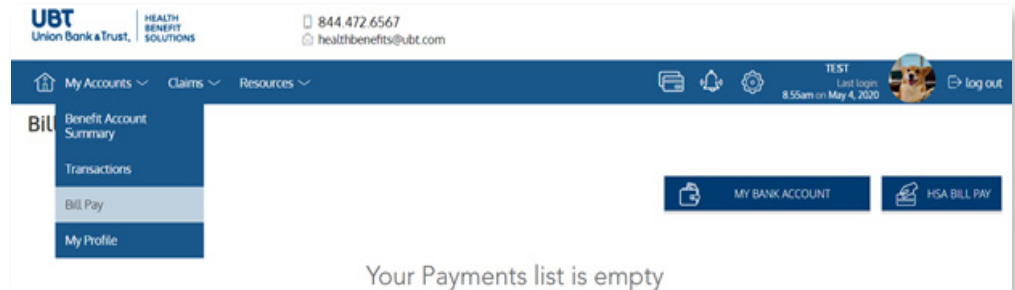 UBT
Union Bank & Trust.
HEALTH
BENEFIT
SOLUTIONS
844.472.6567
healthbenefits@ubt.com
My Accounts Claims Resources
TEST
Last login
8.55am on May 4, 2020
log out
Bill
Benefit Account
Summary
Transactions
Bill Pay
My Profile
MY BANK ACCOUNT
HSA BILL PAY
Your Payments list is empty